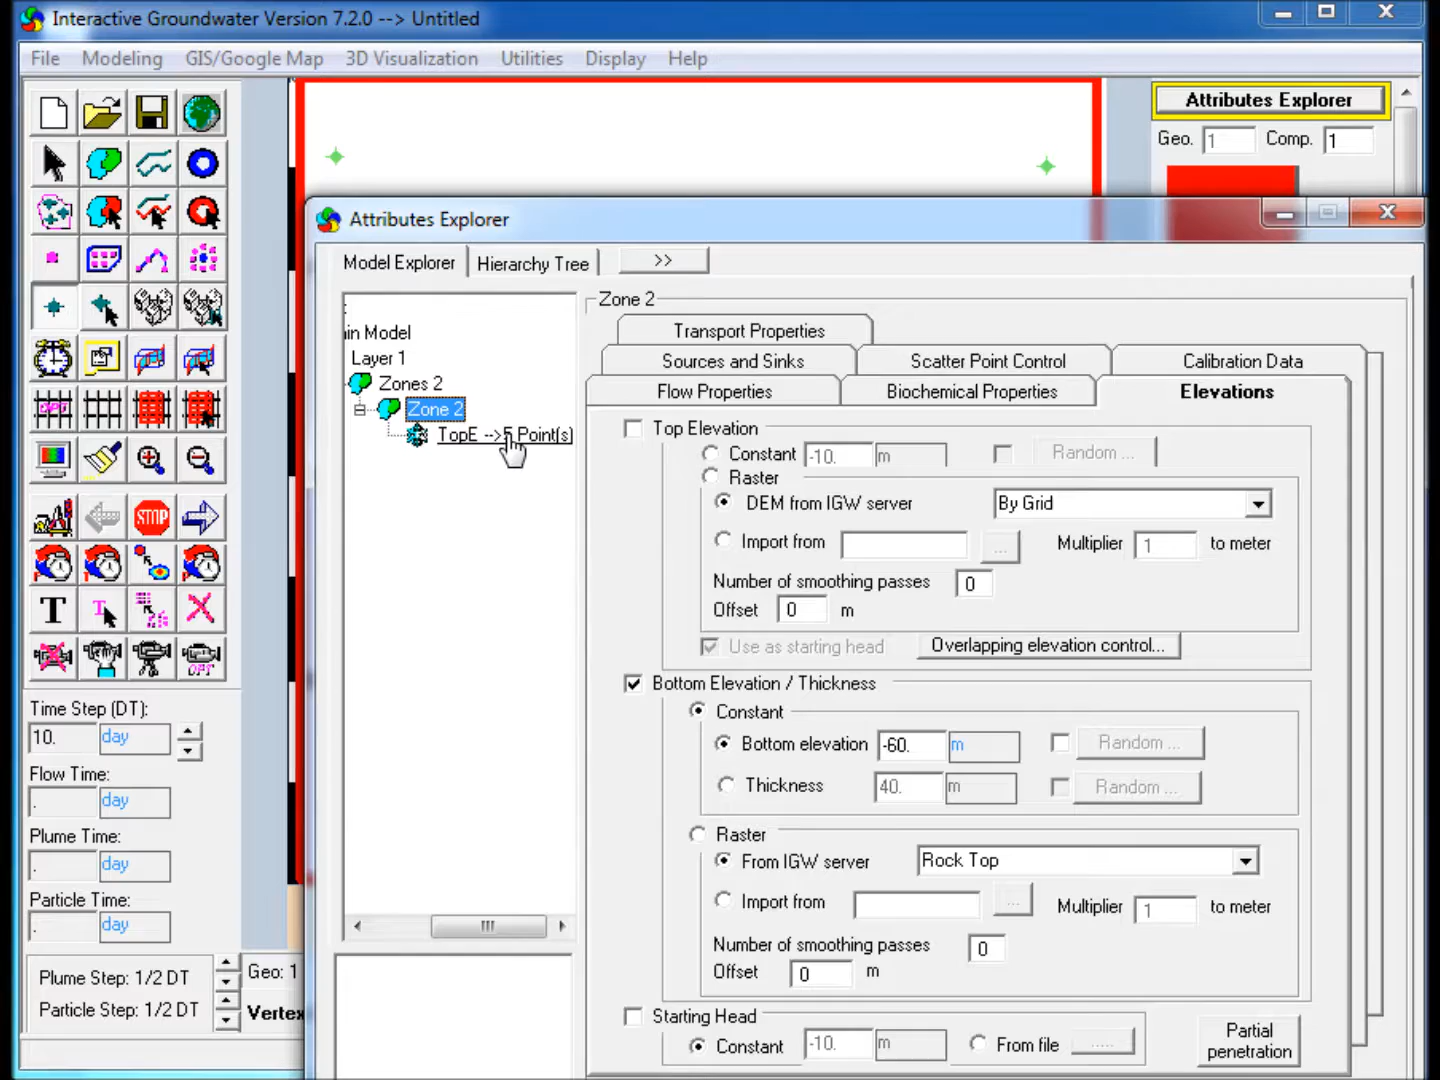 Interactive Groundwater Version 7.2.0 --> Untitled
File Modeling GIS/Google Map 3D Visualization Utilities Display Help
Attributes Explorer
Geo. 1 Comp. 1
Attributes Explorer
Model Explorer Hierarchy Tree >>
in Model
Layer 1
Zones 2
Zone 2
TopE -->5 Point(s)
Zone 2
Transport Properties
Sources and Sinks Scatter Point Control Calibration Data
Flow Properties Biochemical Properties Elevations
Top Elevation
Constant -10. m Random ...
Raster
DEM from IGW server By Grid
Import from ... Multiplier 1 to meter
Number of smoothing passes 0
Offset 0 m
Use as starting head Overlapping elevation control...
Bottom Elevation / Thickness
Constant
Bottom elevation -60. m Random ...
Thickness 40. m Random ...
Raster
From IGW server Rock Top
Import from ... Multiplier 1 to meter
Number of smoothing passes 0
Offset 0 m
Starting Head
Constant -10. m From file ..... Partial penetration
OPT
STOP
T T
OPT
Time Step (DT):
10. day
Flow Time:
. day
Plume Time:
. day
Particle Time:
. day
Plume Step: 1/2 DT
Particle Step: 1/2 DT
Geo: 1
Vertex